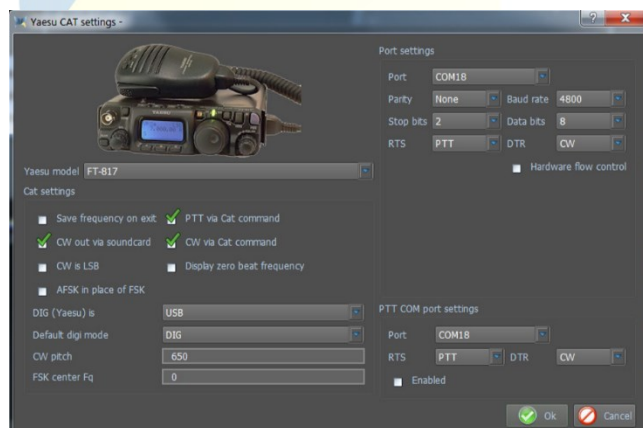 Yaesu CAT settings -
Yaesu model FT-817
Cat settings
Save frequency on exit PTT via Cat command
CW out via soundcard CW via Cat command
CW is LSB Display zero beat frequency
AFSK in place of FSK
DIG (Yaesu) is USB
Default digi mode DIG
CW pitch 650
FSK center Fq 0
Port settings
Port COM18
Parity None Baud rate 4800
Stop bits 2 Data bits 8
RTS PTT DTR CW
Hardware flow control
PTT COM port settings
Port COM18
RTS PTT DTR CW
Enabled
Ok Cancel